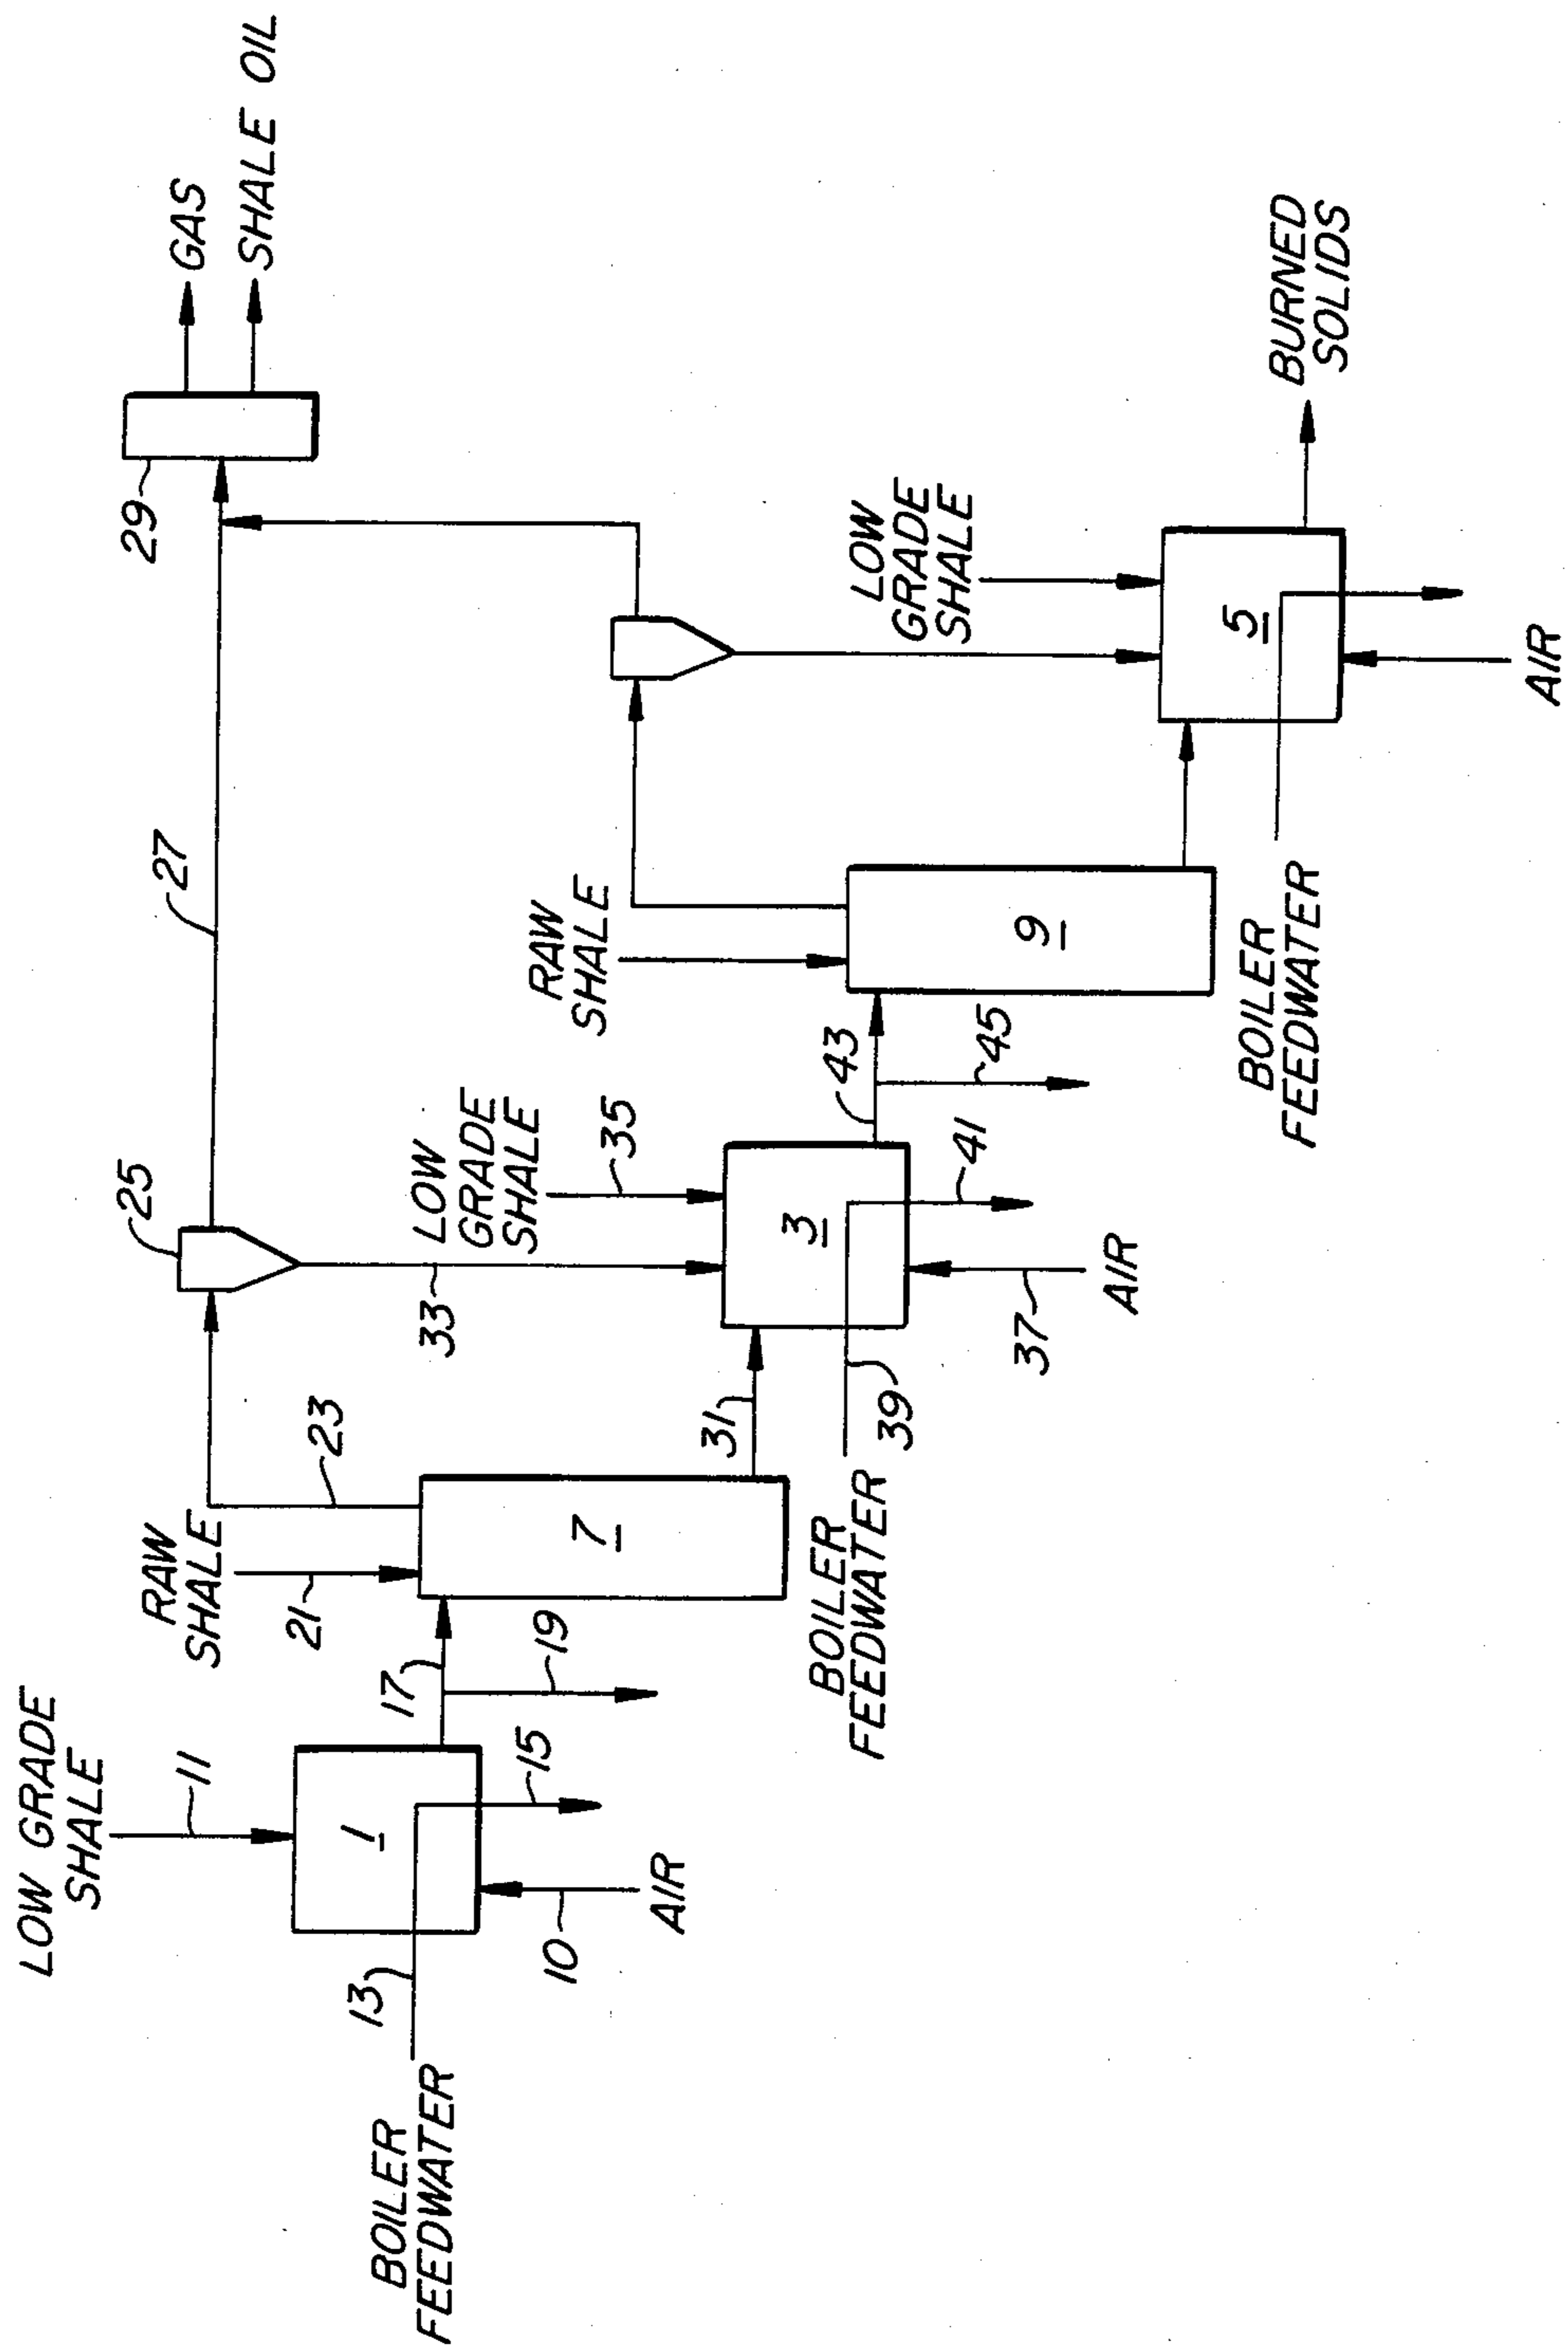 LOW GRADE
SHALE
11
BOILER
FEEDWATER
13
1
15
10
AIR
17
19
RAW
SHALE
21
23
7
31
25
27
33
LOW
GRADE
SHALE
35
3
BOILER
FEEDWATER
39
41
37
AIR
43
45
RAW
SHALE
9
29
GAS
SHALE OIL
LOW
GRADE
SHALE
5
BOILER
FEEDWATER
AIR
BURNED
SOLIDS